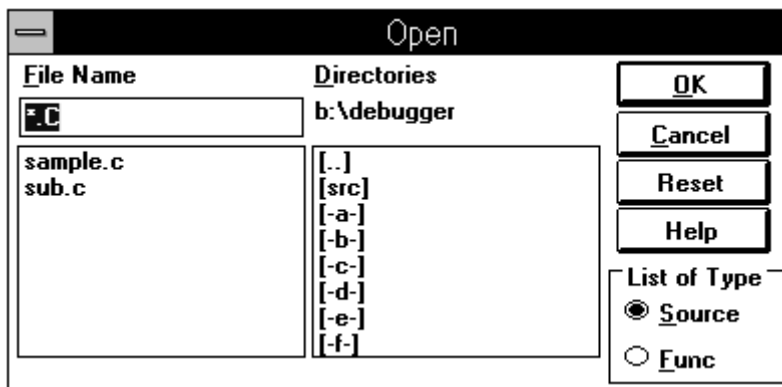 Open
File Name
*.C
sample.c
sub.c
Directories
b:\debugger
[..]
[src]
[-a-]
[-b-]
[-c-]
[-d-]
[-e-]
[-f-]
OK
Cancel
Reset
Help
List of Type
Source
Func